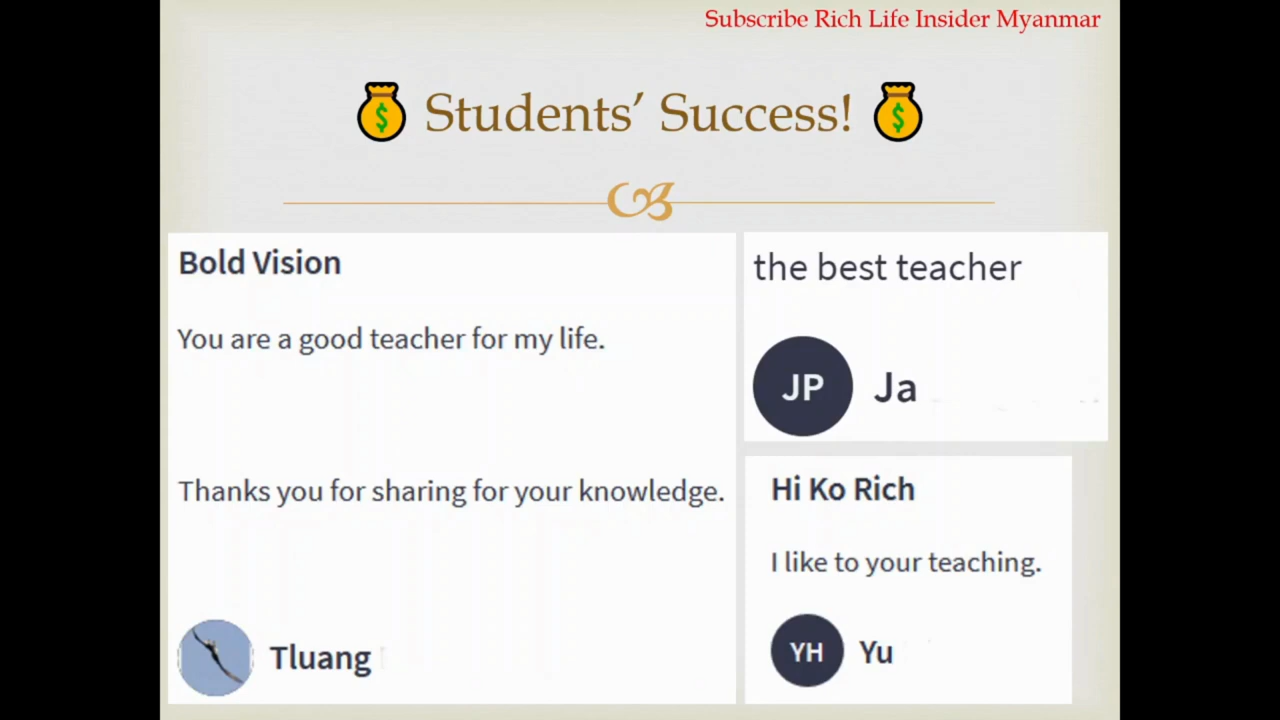 Subscribe Rich Life Insider Myanmar
Students’ Success!
Bold Vision
You are a good teacher for my life.
Thanks you for sharing for your knowledge.
Tluang
the best teacher
JP
Ja
Hi Ko Rich
I like to your teaching.
YH
Yu